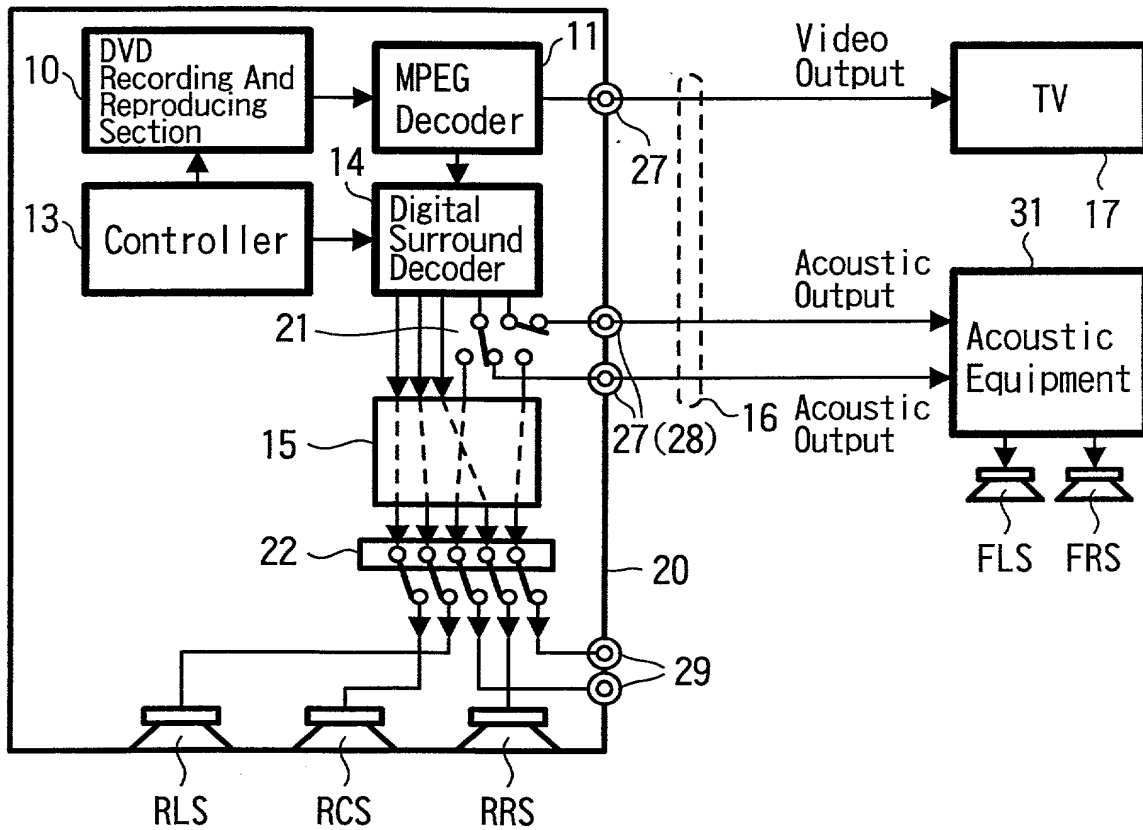 10
DVD
Recording And
Reproducing
Section
11
MPEG
Decoder
Video
Output
TV
27
17
13
Controller
14
Digital
Surround
Decoder
31
Acoustic
Output
Acoustic
Equipment
21
27(28)
16
Acoustic
Output
15
FLS
FRS
22
20
29
RLS
RCS
RRS